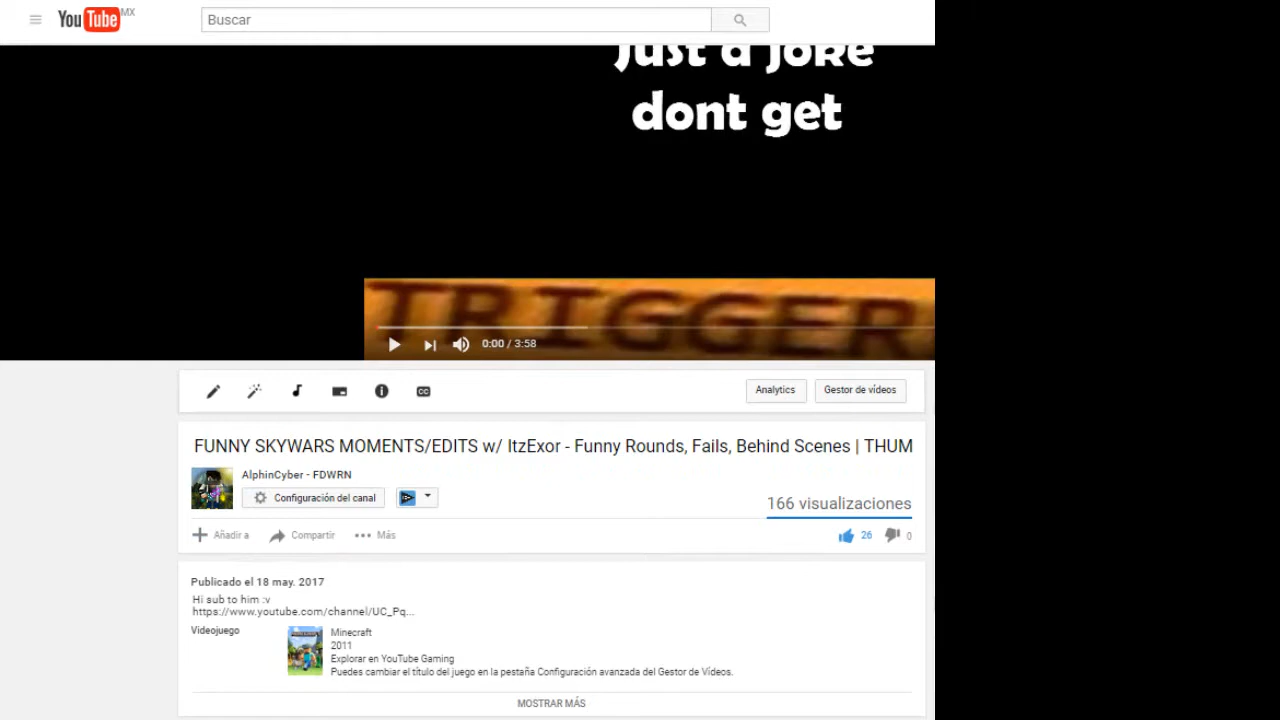 YouTube MX
Buscar
Just a joke
dont get
TRIGGER
0:00 / 3:58
Analytics
Gestor de vídeos
FUNNY SKYWARS MOMENTS/EDITS w/ ItzExor - Funny Rounds, Fails, Behind Scenes | THUM
AlphinCyber - FDWRN
Configuración del canal
166 visualizaciones
Añadir a
Compartir
Más
26
0
Publicado el 18 may. 2017
Hi sub to him :v
https://www.youtube.com/channel/UC_Pq...
Videojuego
Minecraft
2011
Explorar en YouTube Gaming
Puedes cambiar el título del juego en la pestaña Configuración avanzada del Gestor de Vídeos.
MOSTRAR MÁS